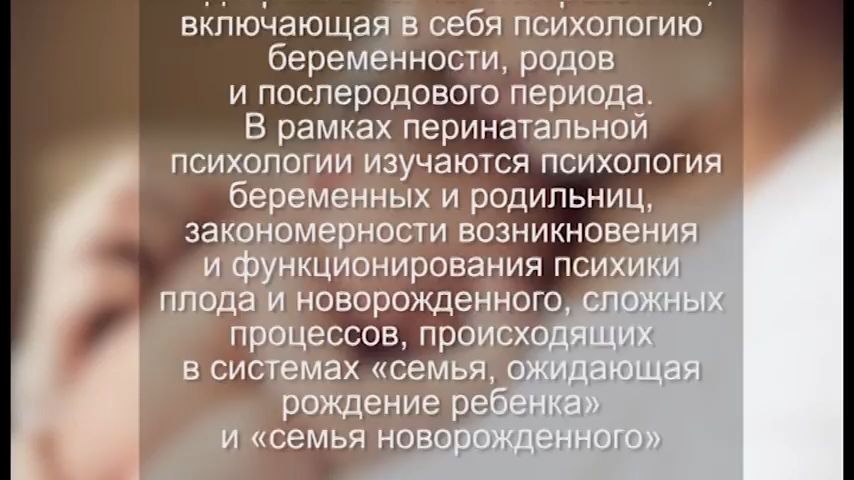 включающая в себя психологию
беременности, родов
и послеродового периода.
В рамках перинатальной
психологии изучаются психология
беременных и родильниц,
закономерности возникновения
и функционирования психики
плода и новорожденного, сложных
процессов, происходящих
в системах «семья, ожидающая
рождение ребенка»
и «семья новорожденного»